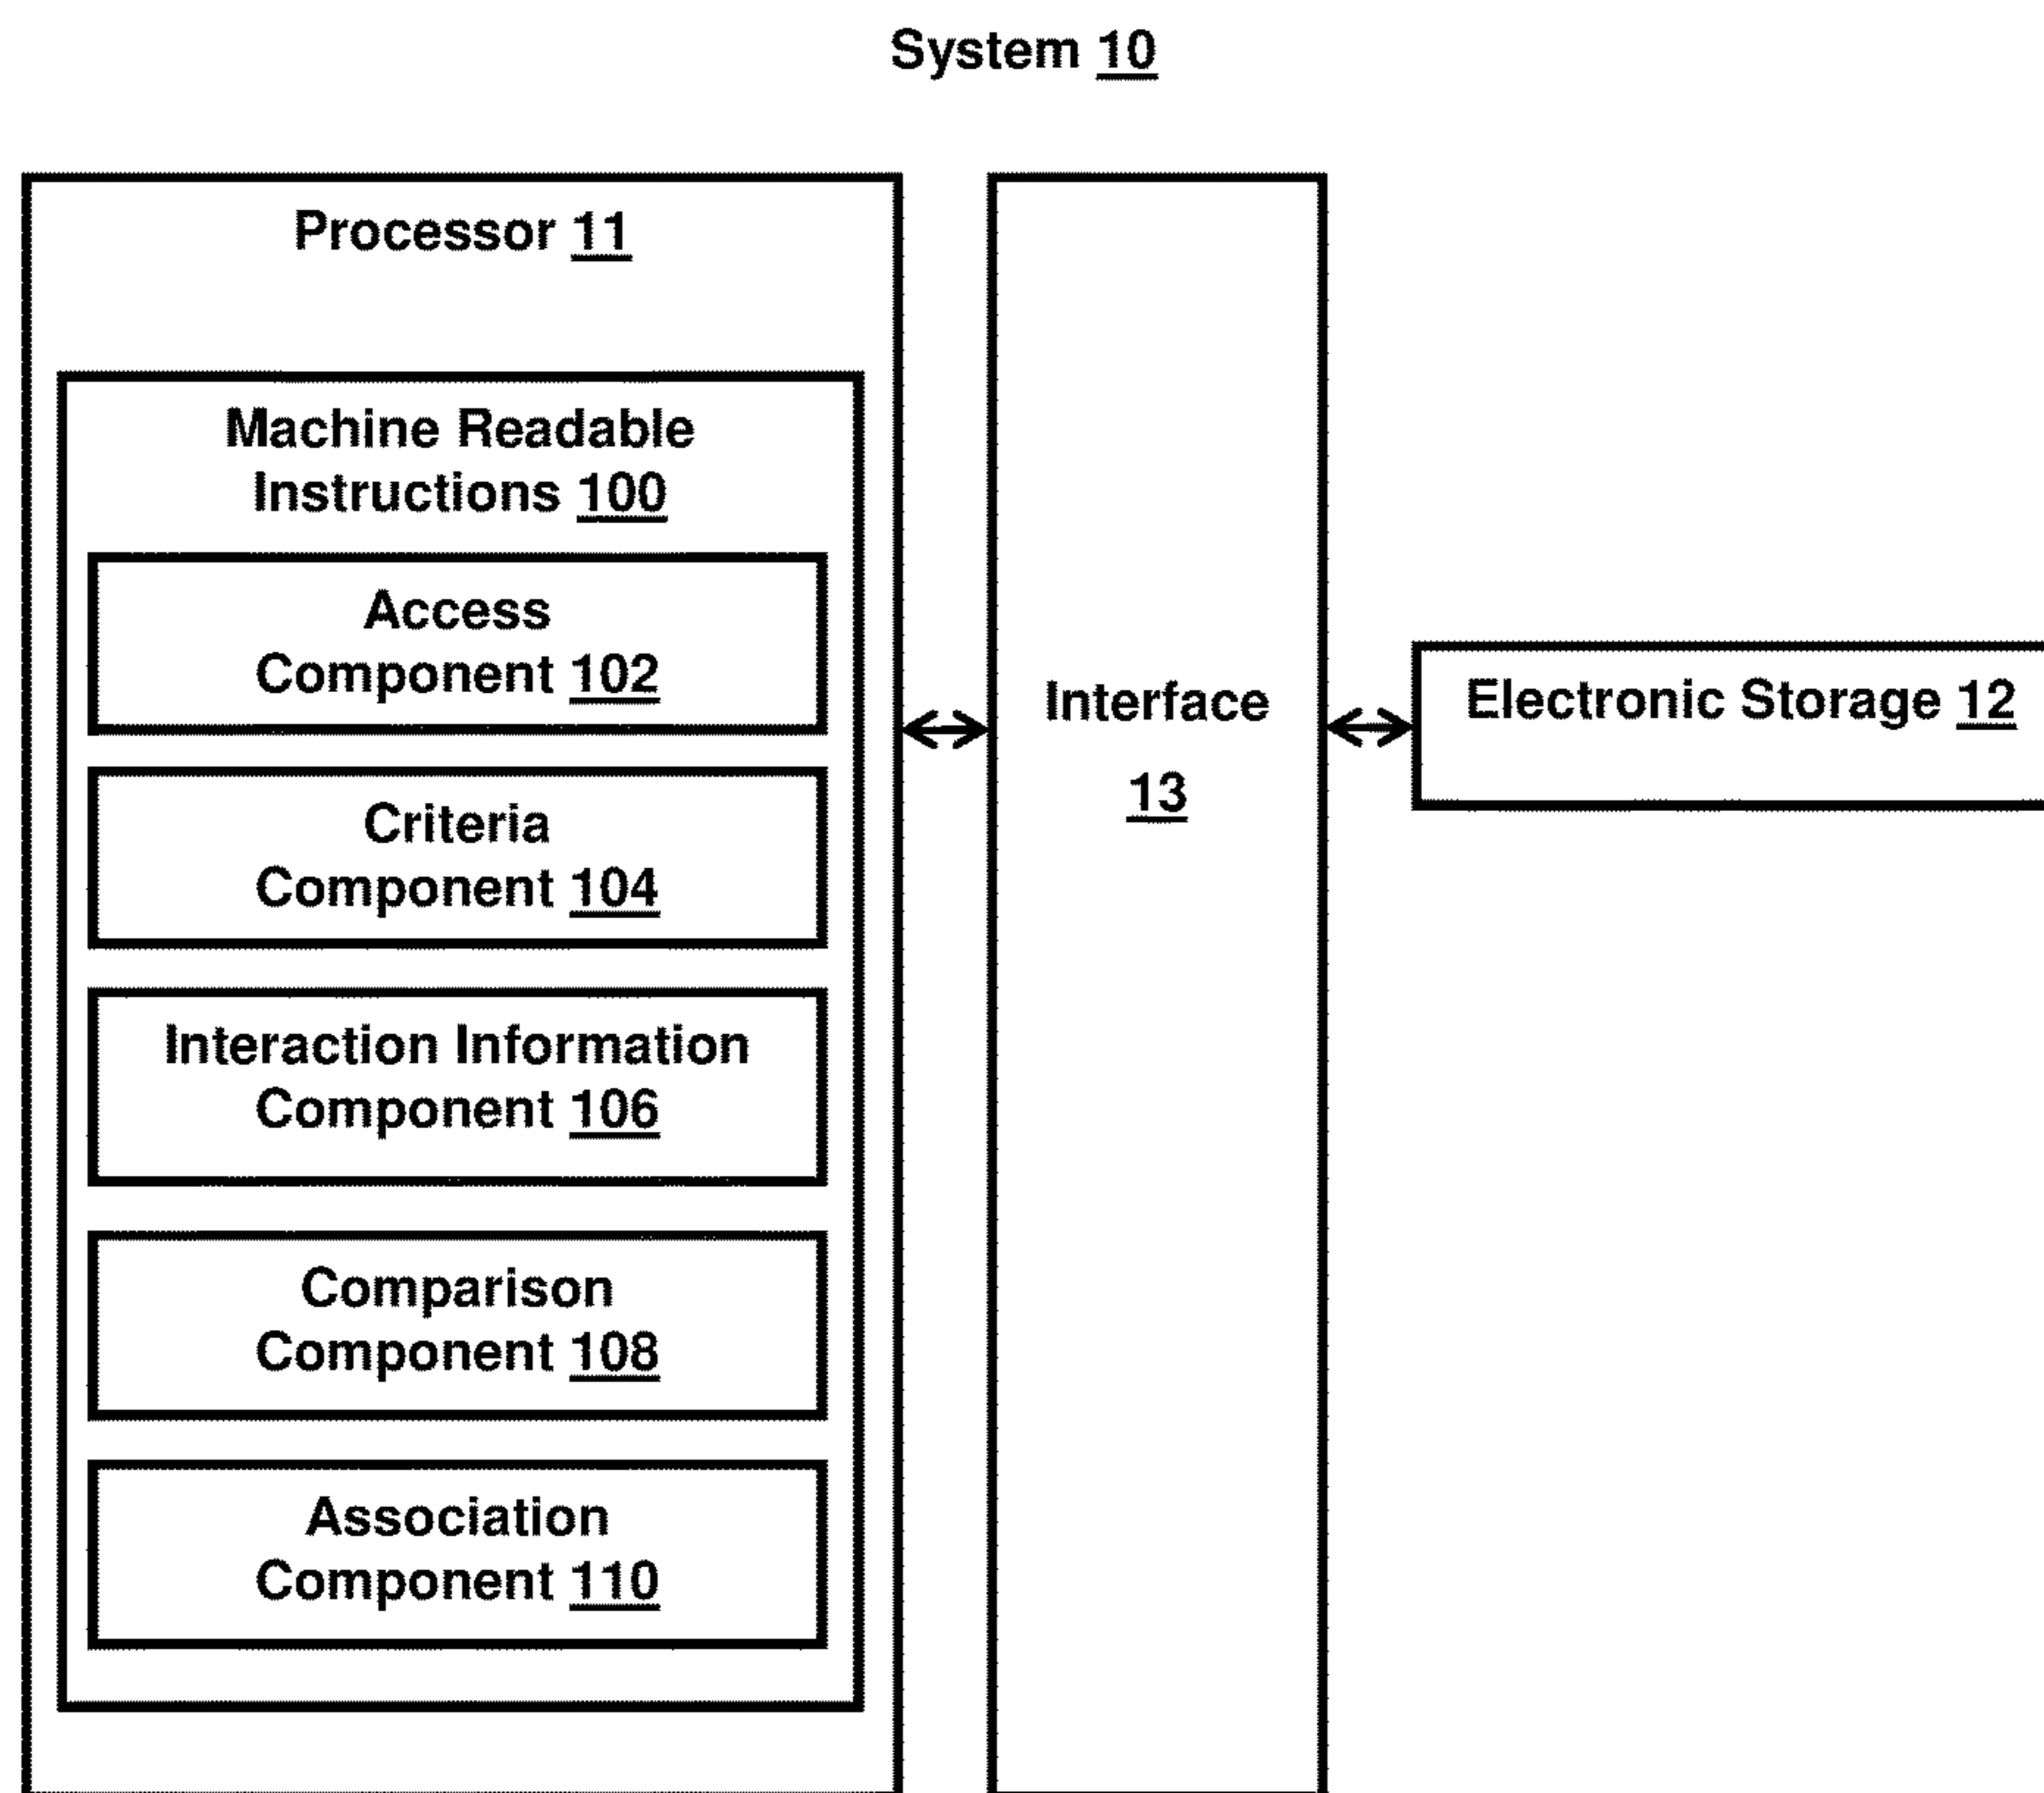 System 10
Processor 11
Machine Readable
Instructions 100
Access
Component 102
Criteria
Component 104
Interaction Information
Component 106
Comparison
Component 108
Association
Component 110
Interface
13
Electronic Storage 12